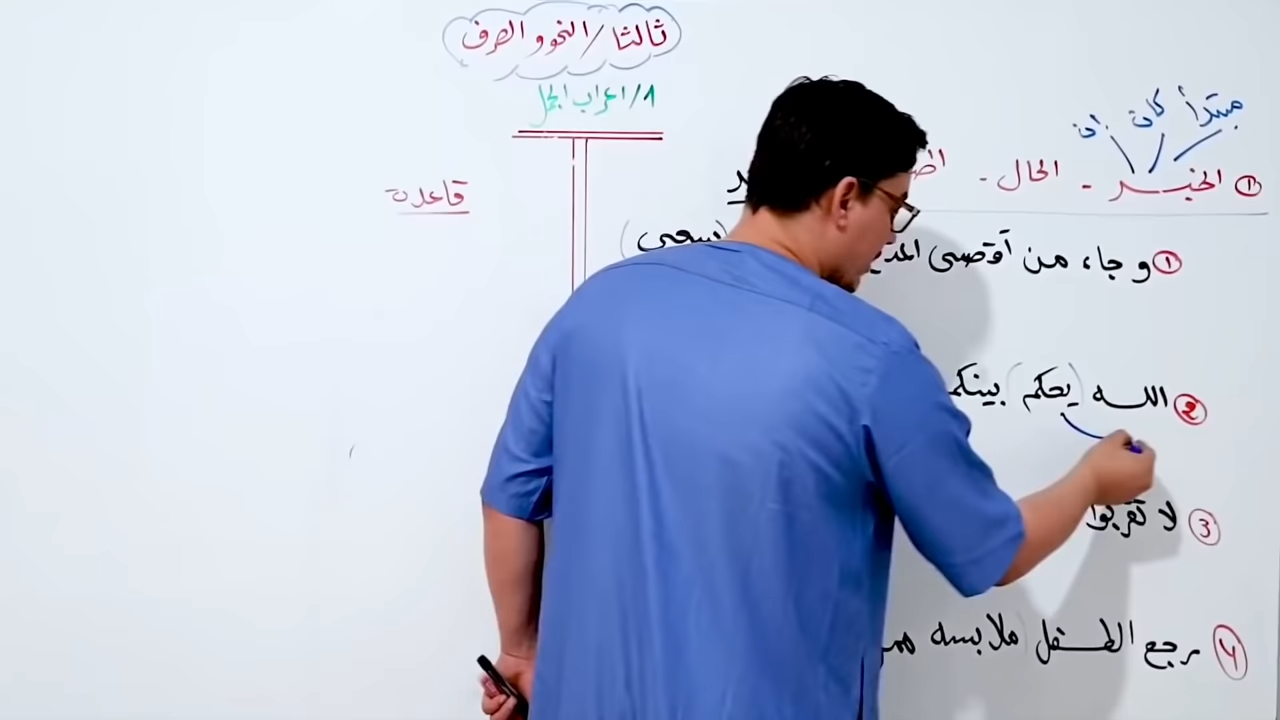 ثالثا / النحو والصرف
١/ اعراب الجمل
مبتدأ كان إن
① الخبر - الحال -
قاعدة
① وجاء من أقصى (يسعى)
② الله (يحكم) بينكم
③ لا تقربوا
④ رجع الطفل ملابسه